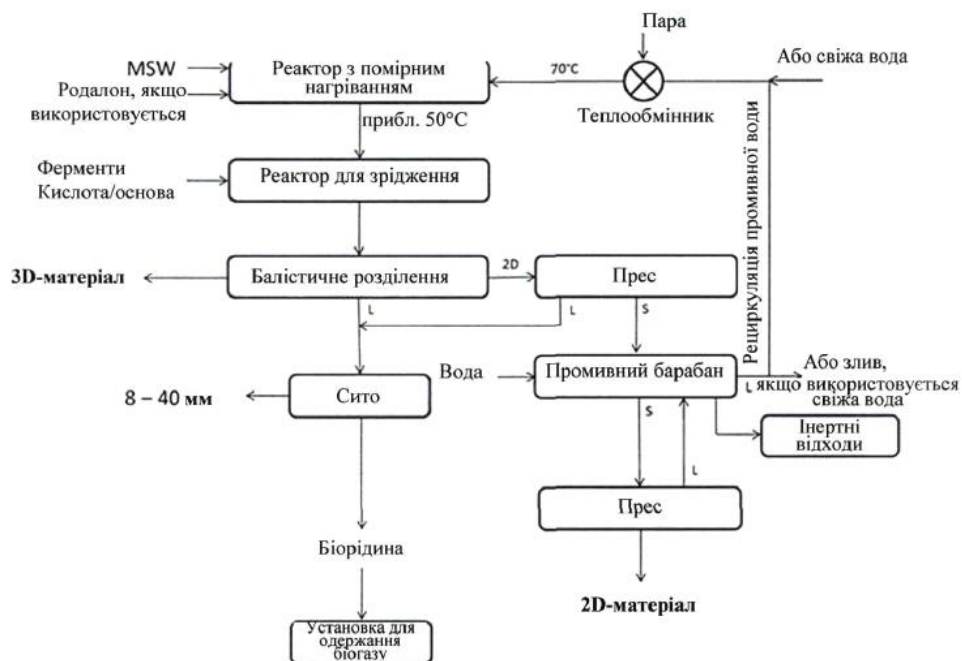 Пара
Або свіжа вода
MSW
Родалон, якщо
використовується
Реактор з помірним
нагріванням
70°C
Теплообмінник
прибл. 50°C
Ферменти
Кислота/основа
Реактор для зрідження
Рециркуляція промивної води
3D-матеріал
Балістичне розділення
2D
Прес
L
L
S
Вода
Промивний барабан
L
Або злив,
якщо використовується
свіжа вода
8 – 40 мм
Сито
S
L
Інертні
відходи
Прес
Біорідина
2D-матеріал
Установка для
одержання
біогазу